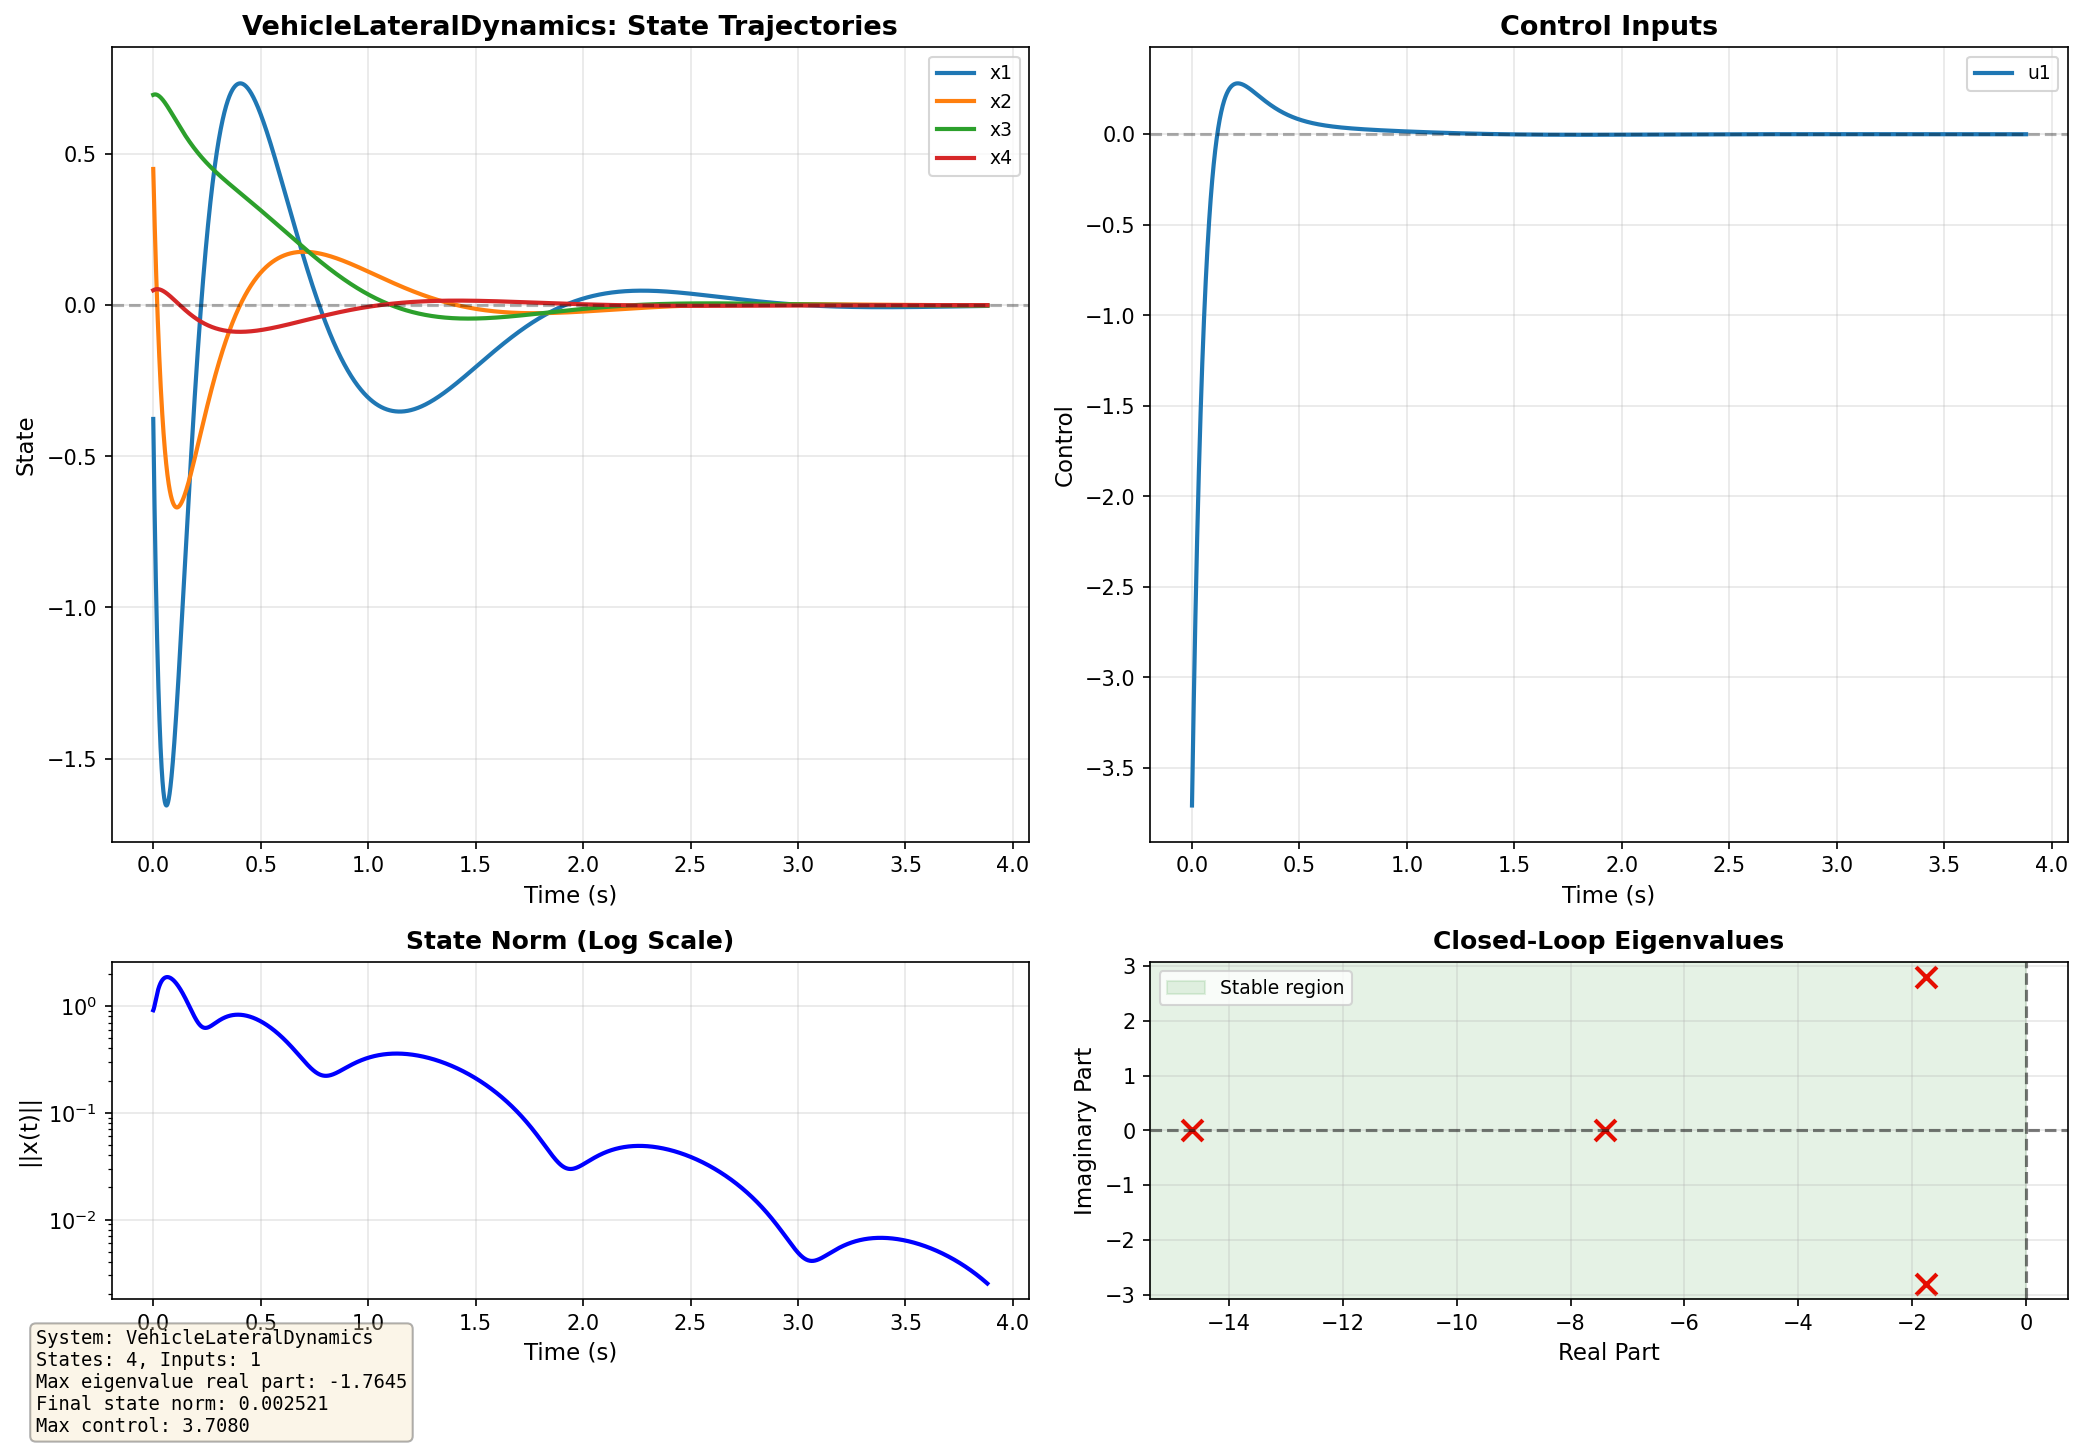 VehicleLateralDynamics: State Trajectories
x1
x2
x3
x4
0.5
0.0
−0.5
−1.0
−1.5
State
0.0 0.5 1.0 1.5 2.0 2.5 3.0 3.5 4.0
Time (s)
Control Inputs
u1
0.0
−0.5
−1.0
−1.5
−2.0
−2.5
−3.0
−3.5
Control
0.0 0.5 1.0 1.5 2.0 2.5 3.0 3.5 4.0
Time (s)
State Norm (Log Scale)
10⁰
10⁻¹
10⁻²
||x(t)||
0.0 0.5 1.0 1.5 2.0 2.5 3.0 3.5 4.0
Time (s)
Closed-Loop Eigenvalues
Stable region
3
2
1
0
−1
−2
−3
Imaginary Part
−14 −12 −10 −8 −6 −4 −2 0
Real Part
System: VehicleLateralDynamics
States: 4, Inputs: 1
Max eigenvalue real part: -1.7645
Final state norm: 0.002521
Max control: 3.7080